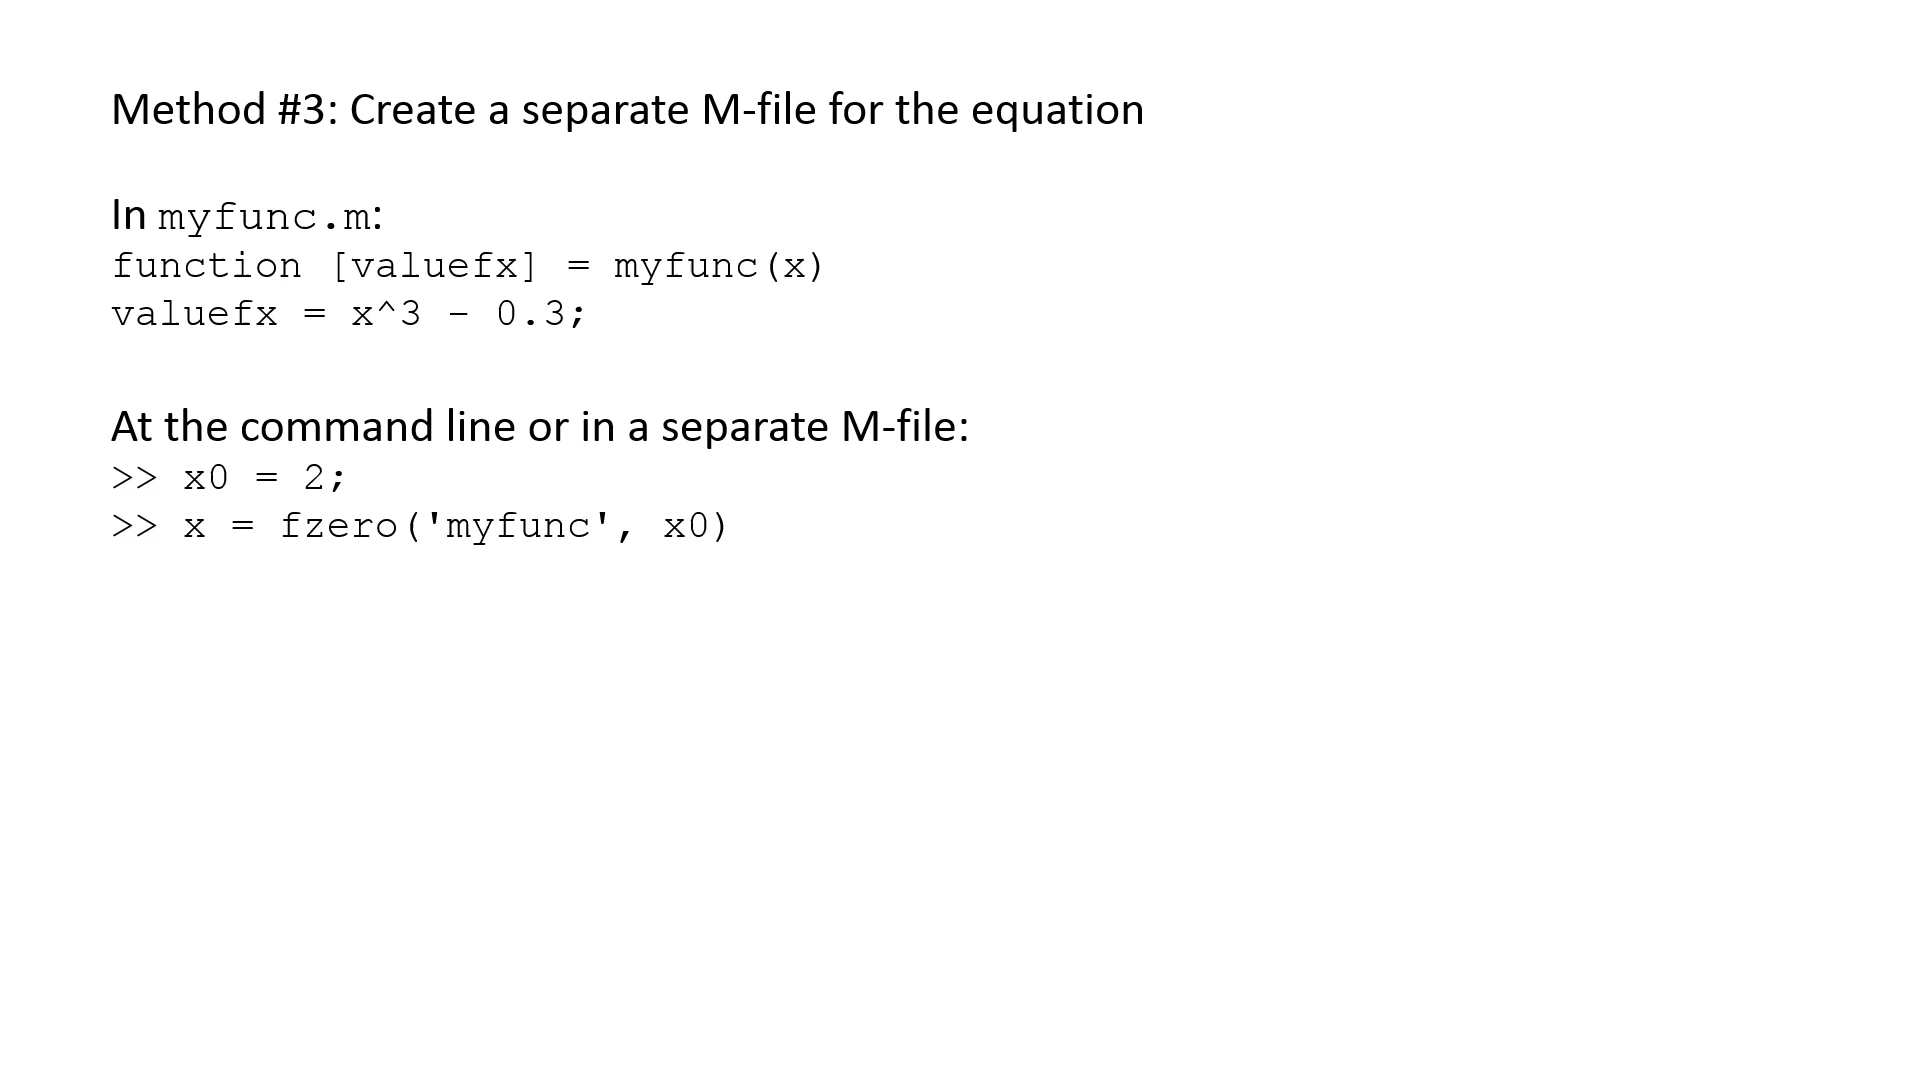 Method #3: Create a separate M-file for the equation
In myfunc.m:
function [valuefx] = myfunc(x)
valuefx = x^3 - 0.3;
At the command line or in a separate M-file:
>> x0 = 2;
>> x = fzero('myfunc', x0)